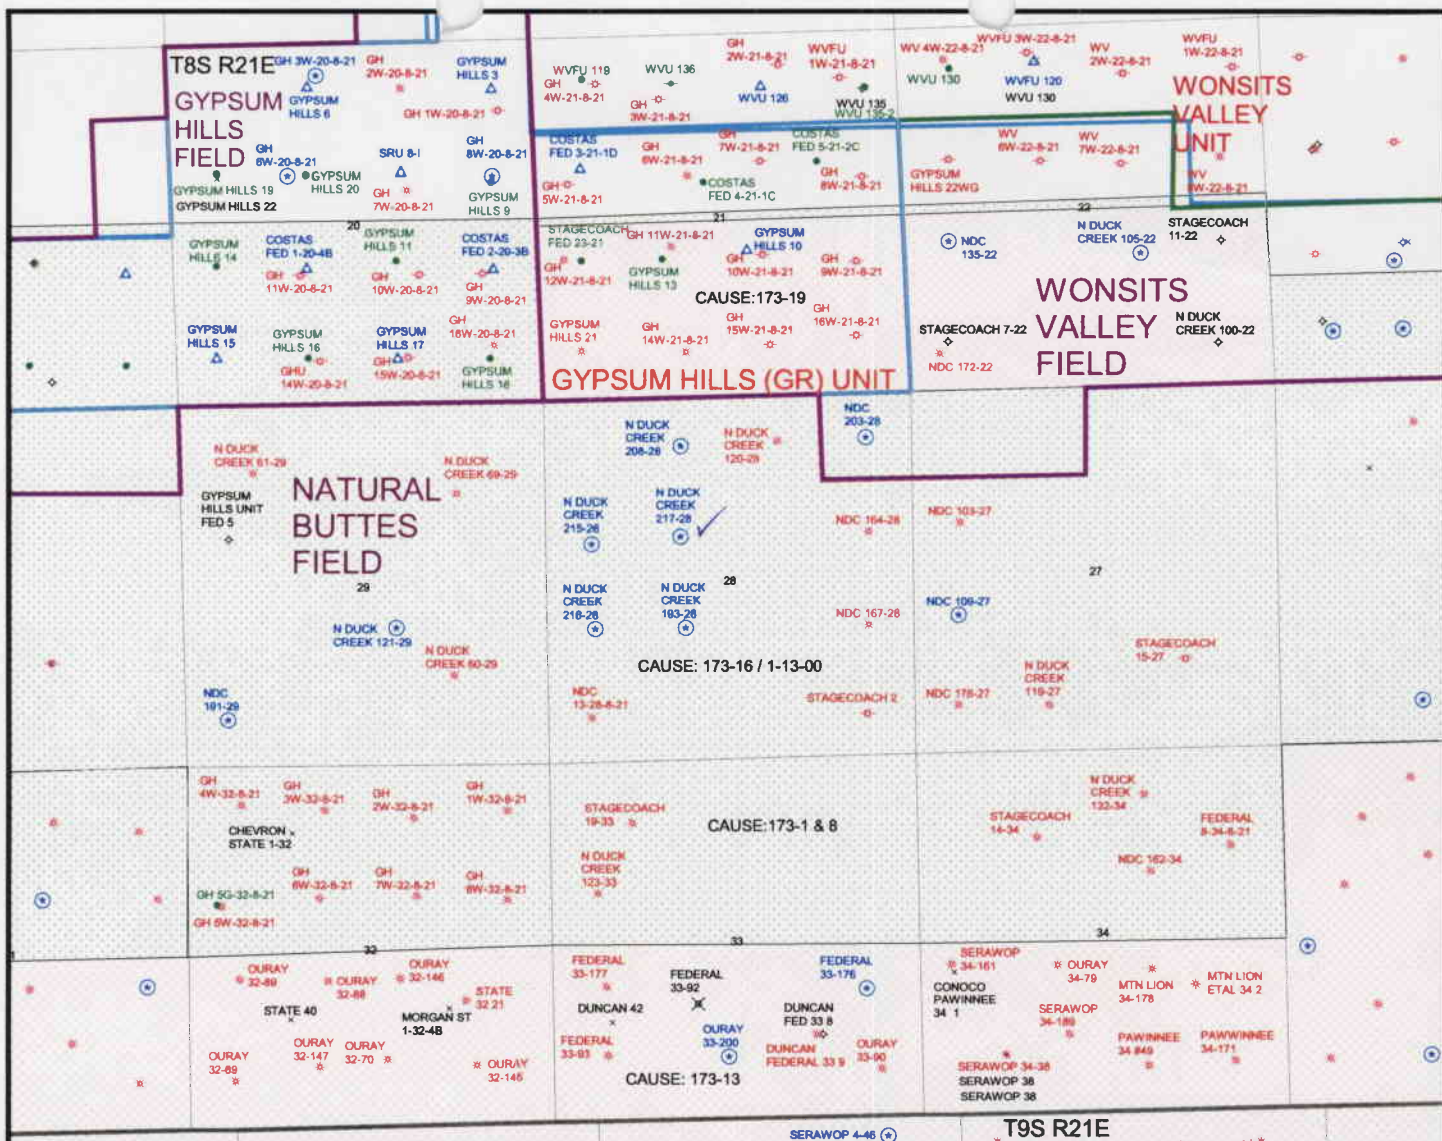 T8S R21E
GYPSUM
HILLS
FIELD
GH 3W-20-8-21
GYPSUM
HILLS 6
GH
2W-20-8-21
GYPSUM
HILLS 3
GH 1W-20-8-21
GH
6W-20-8-21
GYPSUM HILLS 19
GYPSUM HILLS 22
GYPSUM
HILLS 20
SRU 8-I
GH
7W-20-8-21
GH
8W-20-8-21
GYPSUM
HILLS 9
20
GYPSUM
HILLS 14
COSTAS
FED 1-20-4B
GH
11W-20-8-21
GYPSUM
HILLS 11
GH
10W-20-8-21
COSTAS
FED 2-20-3B
GH
9W-20-8-21
GYPSUM
HILLS 15
GYPSUM
HILLS 16
GHU
14W-20-8-21
GYPSUM
HILLS 17
GH
15W-20-8-21
GH
16W-20-8-21
GYPSUM
HILLS 18
WVFU 119
GH
4W-21-8-21
WVU 136
GH
3W-21-8-21
GH
2W-21-8-21
WVU 126
WVFU
1W-21-8-21
WVU 135
WVU 135-2
COSTAS
FED 3-21-1D
GH
5W-21-8-21
GH
6W-21-8-21
COSTAS
FED 4-21-1C
GH
7W-21-8-21
COSTAS
FED 5-21-2C
GH
8W-21-8-21
21
STAGECOACH
FED 23-21
GH
12W-21-8-21
GH 11W-21-8-21
GYPSUM
HILLS 13
GYPSUM
HILLS 10
GH
10W-21-8-21
GH
9W-21-8-21
CAUSE:173-19
GYPSUM
HILLS 21
GH
14W-21-8-21
GH
15W-21-8-21
GH
16W-21-8-21
GYPSUM HILLS (GR) UNIT
WV 4W-22-8-21
WVU 130
WVFU 3W-22-8-21
WVFU 120
WVU 130
WV
2W-22-8-21
WVFU
1W-22-8-21
WONSITS
VALLEY
UNIT
GYPSUM
HILLS 22WG
WV
6W-22-8-21
WV
7W-22-8-21
WV
8W-22-8-21
22
NDC
135-22
N DUCK
CREEK 105-22
STAGECOACH
11-22
WONSITS
VALLEY
FIELD
STAGECOACH 7-22
NDC 172-22
N DUCK
CREEK 100-22
N DUCK
CREEK 61-29
GYPSUM
HILLS UNIT
FED 5
N DUCK
CREEK 69-29
NATURAL
BUTTES
FIELD
29
N DUCK
CREEK 121-29
N DUCK
CREEK 60-29
NDC
191-29
N DUCK
CREEK
208-28
N DUCK
CREEK
120-28
NDC
203-28
N DUCK
CREEK
215-28
N DUCK
CREEK
217-28
NDC 164-28
28
N DUCK
CREEK
216-28
N DUCK
CREEK
193-28
NDC 167-28
CAUSE: 173-16 / 1-13-00
NDC
13-28-8-21
STAGECOACH 2
NDC 103-27
27
NDC 109-27
STAGECOACH
15-27
NDC 176-27
N DUCK
CREEK
119-27
GH
4W-32-8-21
GH
3W-32-8-21
GH
2W-32-8-21
GH
1W-32-8-21
CHEVRON
STATE 1-32
GH 5G-32-8-21
GH 5W-32-8-21
GH
6W-32-8-21
GH
7W-32-8-21
GH
8W-32-8-21
32
STAGECOACH
19-33
CAUSE:173-1 & 8
N DUCK
CREEK
123-33
33
STAGECOACH
14-34
N DUCK
CREEK
132-34
FEDERAL
8-34-8-21
NDC 162-34
34
OURAY
32-89
OURAY
32-88
OURAY
32-146
STATE
32 21
STATE 40
MORGAN ST
1-32-4B
OURAY
32-69
OURAY
32-147
OURAY
32-70
OURAY
32-145
FEDERAL
33-177
FEDERAL
33-92
FEDERAL
33-176
DUNCAN 42
DUNCAN
FED 33 8
FEDERAL
33-93
OURAY
33-200
DUNCAN
FEDERAL 33 9
OURAY
33-90
CAUSE: 173-13
SERAWOP
34-161
CONOCO
PAWINNEE
34 1
OURAY
34-79
MTN LION
34-178
MTN LION
ETAL 34 2
SERAWOP
34-189
PAWINNEE
34 849
PAWWINNEE
34-171
SERAWOP 34-38
SERAWOP 38
SERAWOP 38
SERAWOP 4-46
T9S R21E